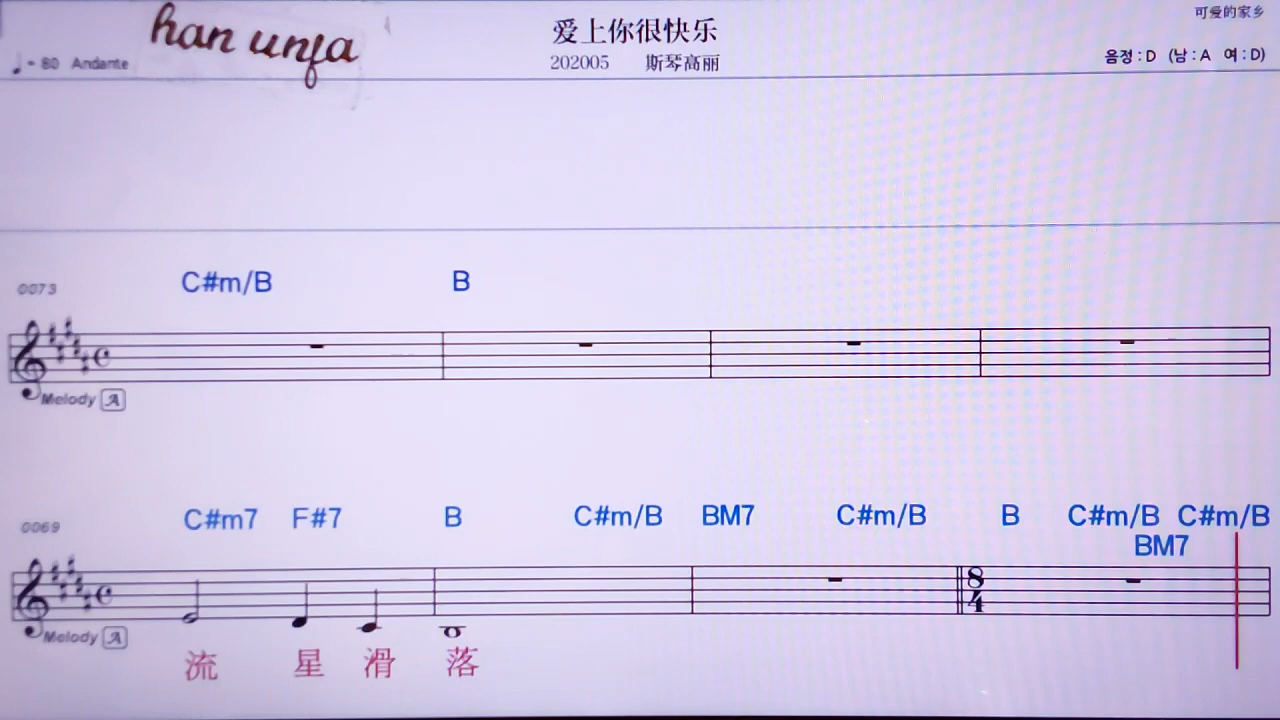 han unfa
爱上你很快乐
可爱的家乡
♩= 80 Andante
202005 斯琴高丽
음정 : D (남 : A 여 : D)
0073
C#m/B B
Melody A
0069
C#m7 F#7 B C#m/B BM7 C#m/B B C#m/B C#m/B
BM7
8
4
Melody A
流 星 滑 落